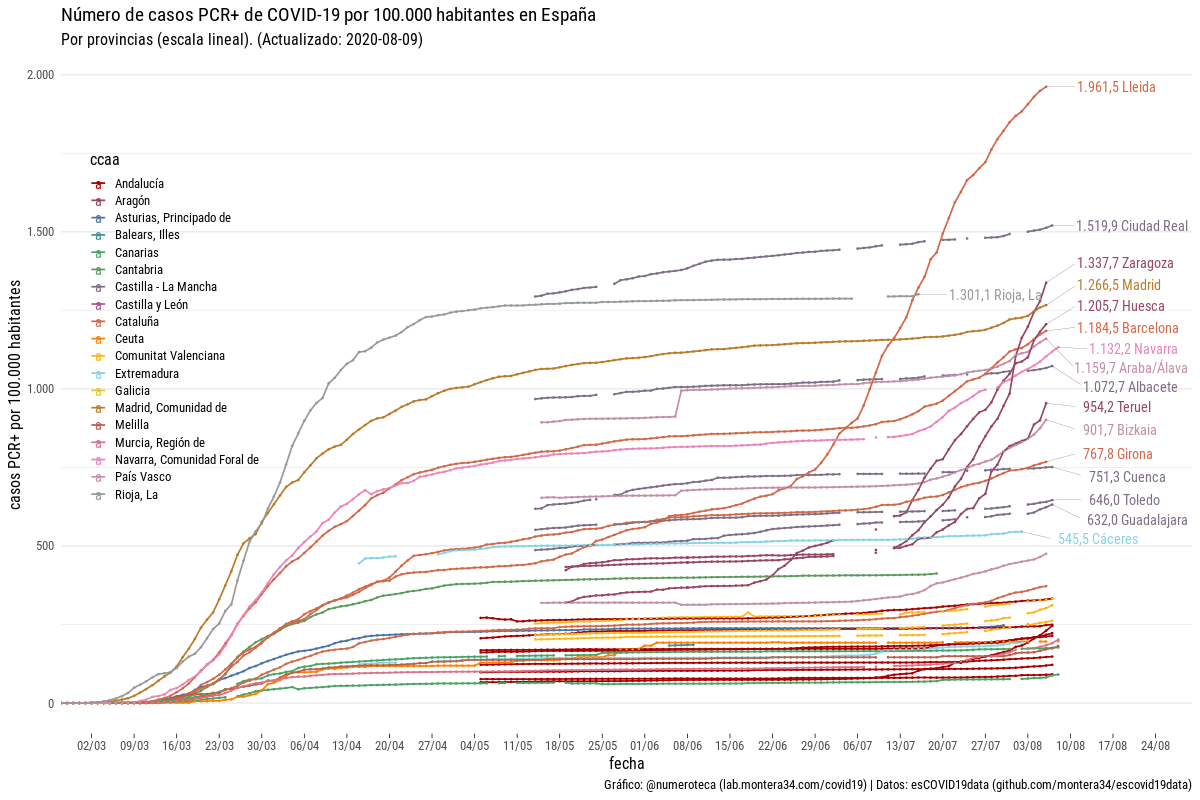 Número de casos PCR+ de COVID-19 por 100.000 habitantes en España
Por provincias (escala lineal). (Actualizado: 2020-08-09)
casos PCR+ por 100.000 habitantes
2.000
1.500
1.000
500
0
ccaa
Andalucía
Aragón
Asturias, Principado de
Balears, Illes
Canarias
Cantabria
Castilla - La Mancha
Castilla y León
Cataluña
Ceuta
Comunitat Valenciana
Extremadura
Galicia
Madrid, Comunidad de
Melilla
Murcia, Región de
Navarra, Comunidad Foral de
País Vasco
Rioja, La
1.961,5 Lleida
1.519,9 Ciudad Real
1.337,7 Zaragoza
1.266,5 Madrid
1.301,1 Rioja, La
1.205,7 Huesca
1.184,5 Barcelona
1.132,2 Navarra
1.159,7 Araba/Álava
1.072,7 Albacete
954,2 Teruel
901,7 Bizkaia
767,8 Girona
751,3 Cuenca
646,0 Toledo
632,0 Guadalajara
545,5 Cáceres
02/03 09/03 16/03 23/03 30/03 06/04 13/04 20/04 27/04 04/05 11/05 18/05 25/05 01/06 08/06 15/06 22/06 29/06 06/07 13/07 20/07 27/07 03/08 10/08 17/08 24/08
fecha
Gráfico: @numeroteca (lab.montera34.com/covid19) | Datos: esCOVID19data (github.com/montera34/escovid19data)